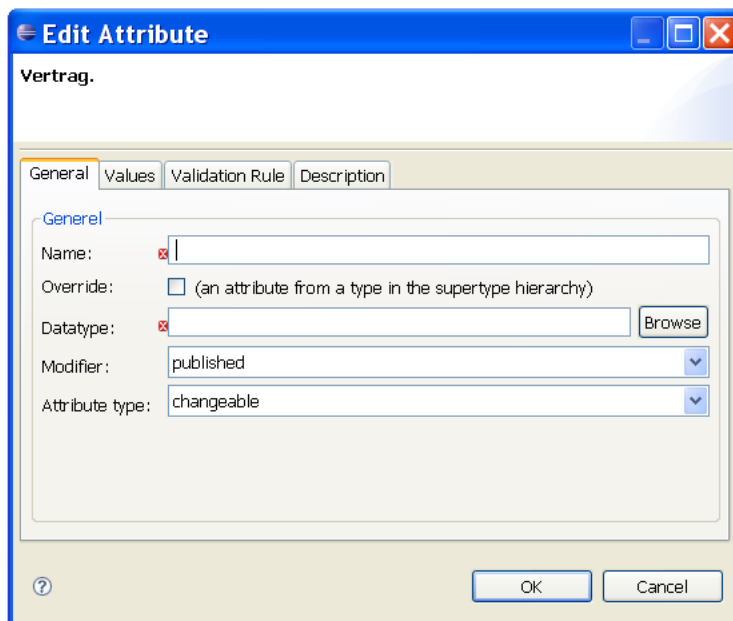 Edit Attribute
Vertrag.
General Values Validation Rule Description
Generel
Name:
Override: (an attribute from a type in the supertype hierarchy)
Datatype: Browse
Modifier: published
Attribute type: changeable
? OK Cancel